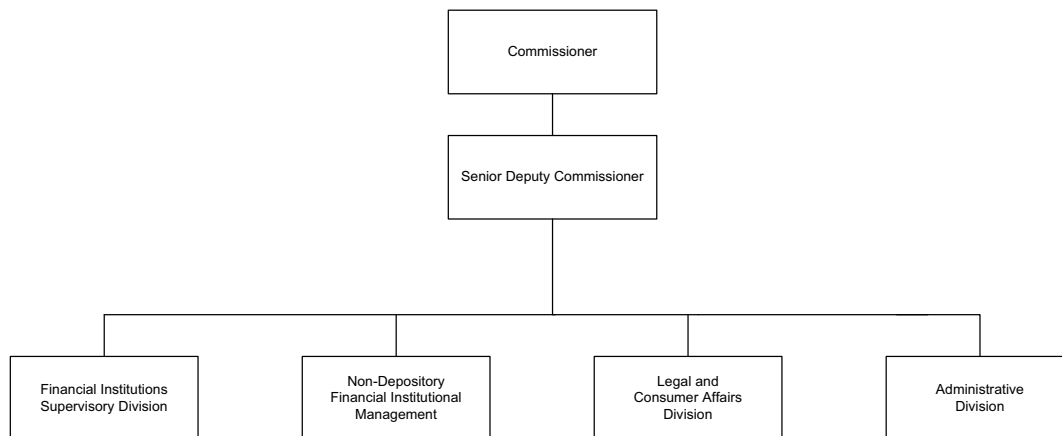 Commissioner
Senior Deputy Commissioner
Financial Institutions
Supervisory Division
Non-Depository
Financial Institutional
Management
Legal and
Consumer Affairs
Division
Administrative
Division